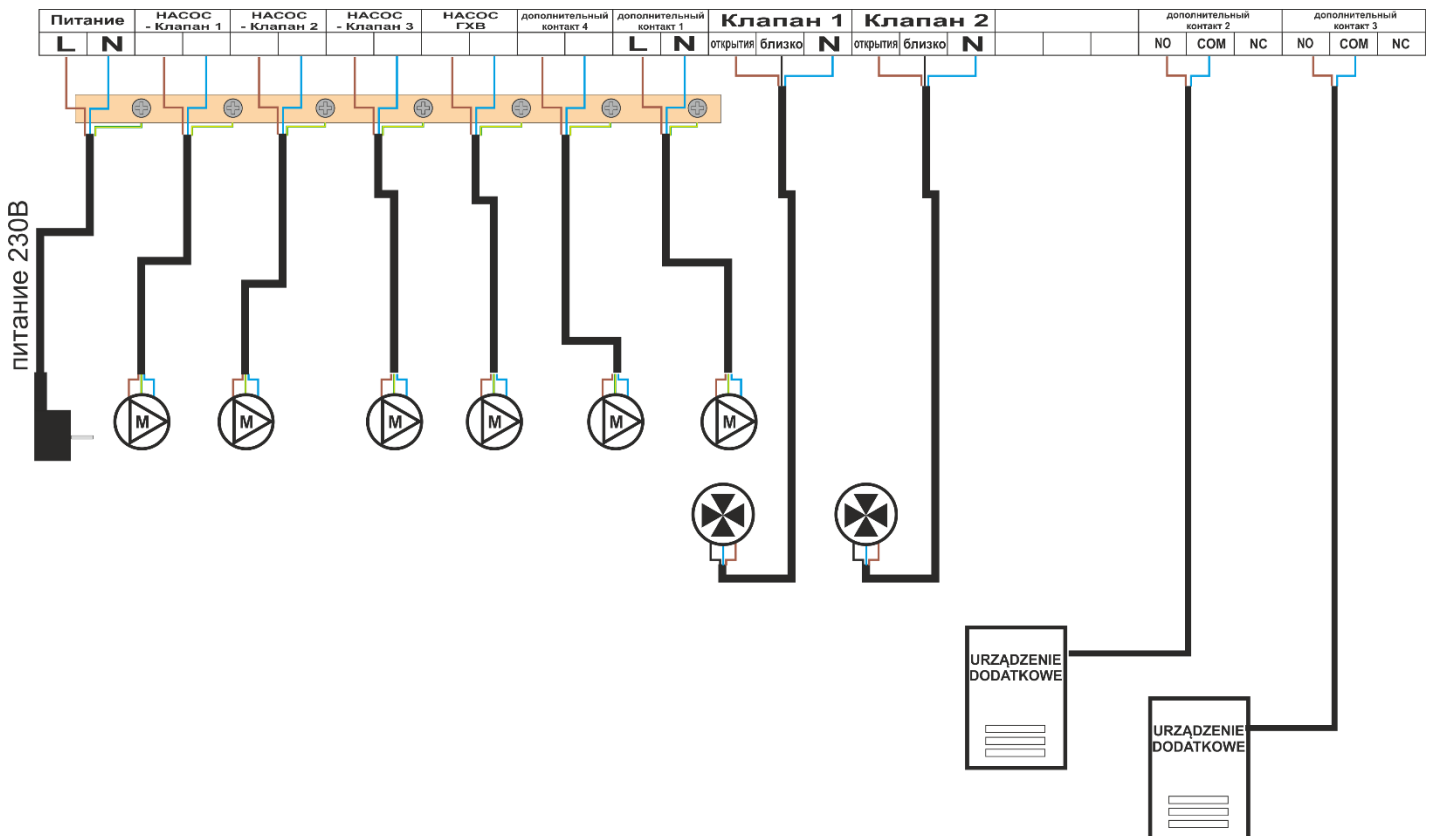 Питание
НАСОС
- Клапан 1
НАСОС
- Клапан 2
НАСОС
- Клапан 3
НАСОС
ГХВ
дополнительный
контакт 4
дополнительный
контакт 1
Клапан 1
Клапан 2
дополнительный
контакт 2
дополнительный
контакт 3
L N L N открытия близко N открытия близко N NO COM NC NO COM NC
питание 230В
M M M M M M
URZĄDZENIE
DODATKOWE
URZĄDZENIE
DODATKOWE